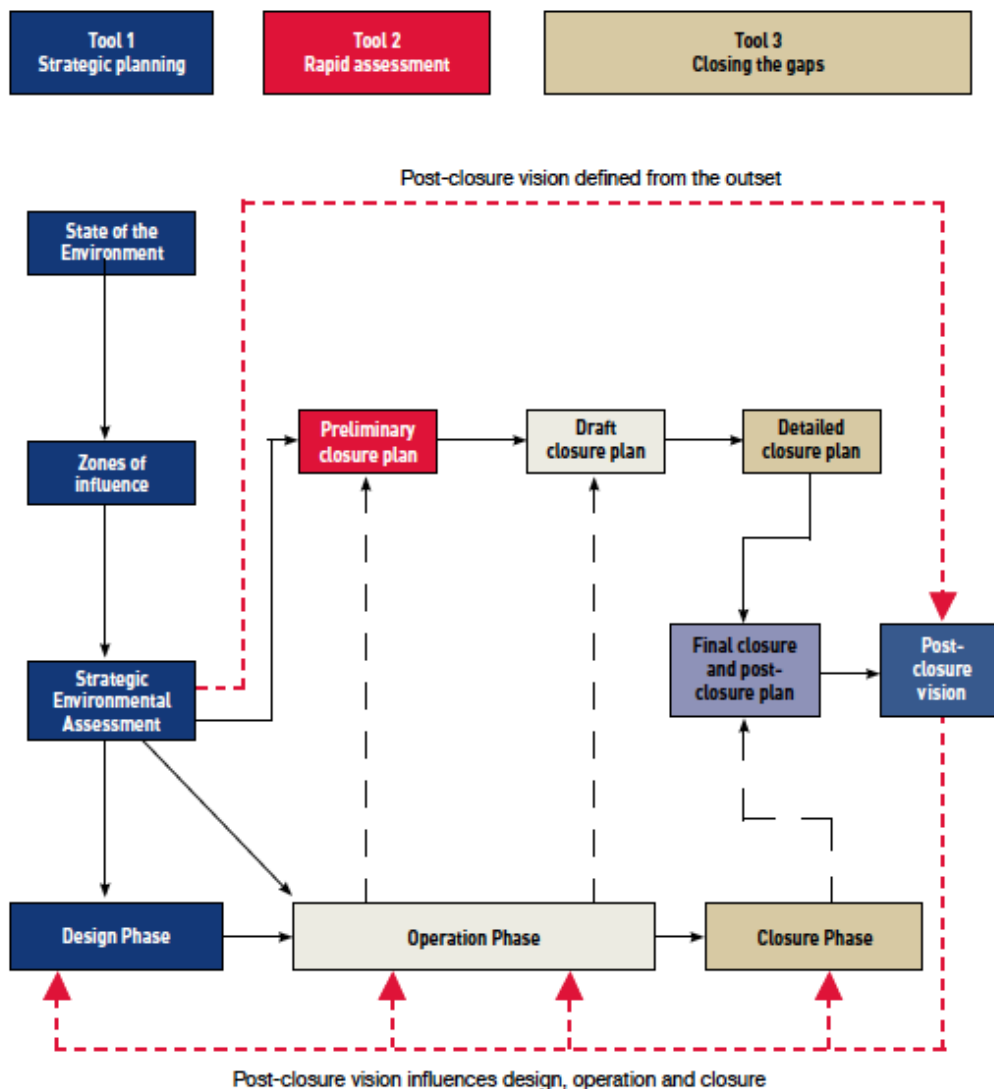 Tool 1
Strategic planning
Tool 2
Rapid assessment
Tool 3
Closing the gaps
Post-closure vision defined from the outset
State of the
Environment
Preliminary
closure plan
Draft
closure plan
Detailed
closure plan
Zones of
influence
Strategic
Environmental
Assessment
Final closure
and post-
closure plan
Post-
closure
vision
Design Phase
Operation Phase
Closure Phase
Post-closure vision influences design, operation and closure